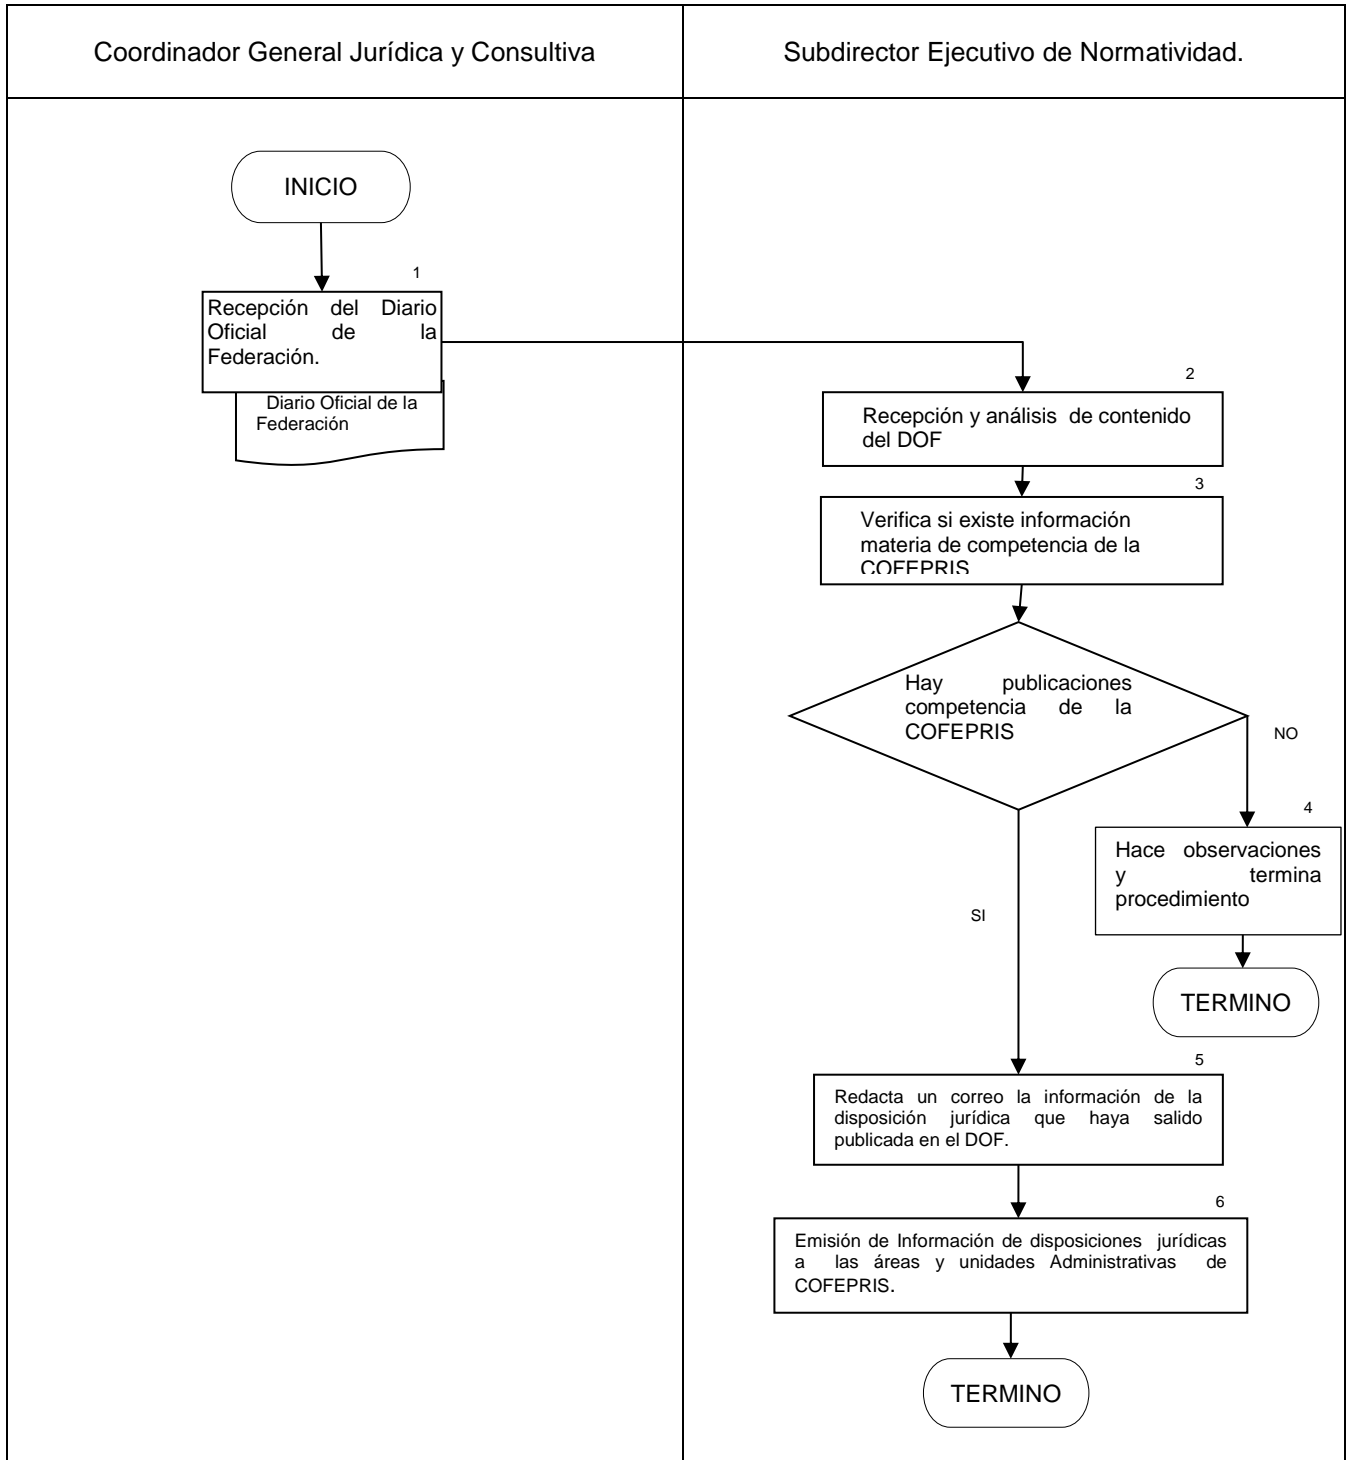 Coordinador General Jurídica y Consultiva
Subdirector Ejecutivo de Normatividad.
INICIO
1
Recepción del Diario
Oficial de la
Federación.
Diario Oficial de la
Federación
2
Recepción y análisis de contenido
del DOF
3
Verifica si existe información
materia de competencia de la
COFEPRIS
Hay publicaciones
competencia de la
COFEPRIS
NO
4
Hace observaciones
y termina
procedimiento
SI
TERMINO
5
Redacta un correo la información de la
disposición jurídica que haya salido
publicada en el DOF.
6
Emisión de Información de disposiciones jurídicas
a las áreas y unidades Administrativas de
COFEPRIS.
TERMINO